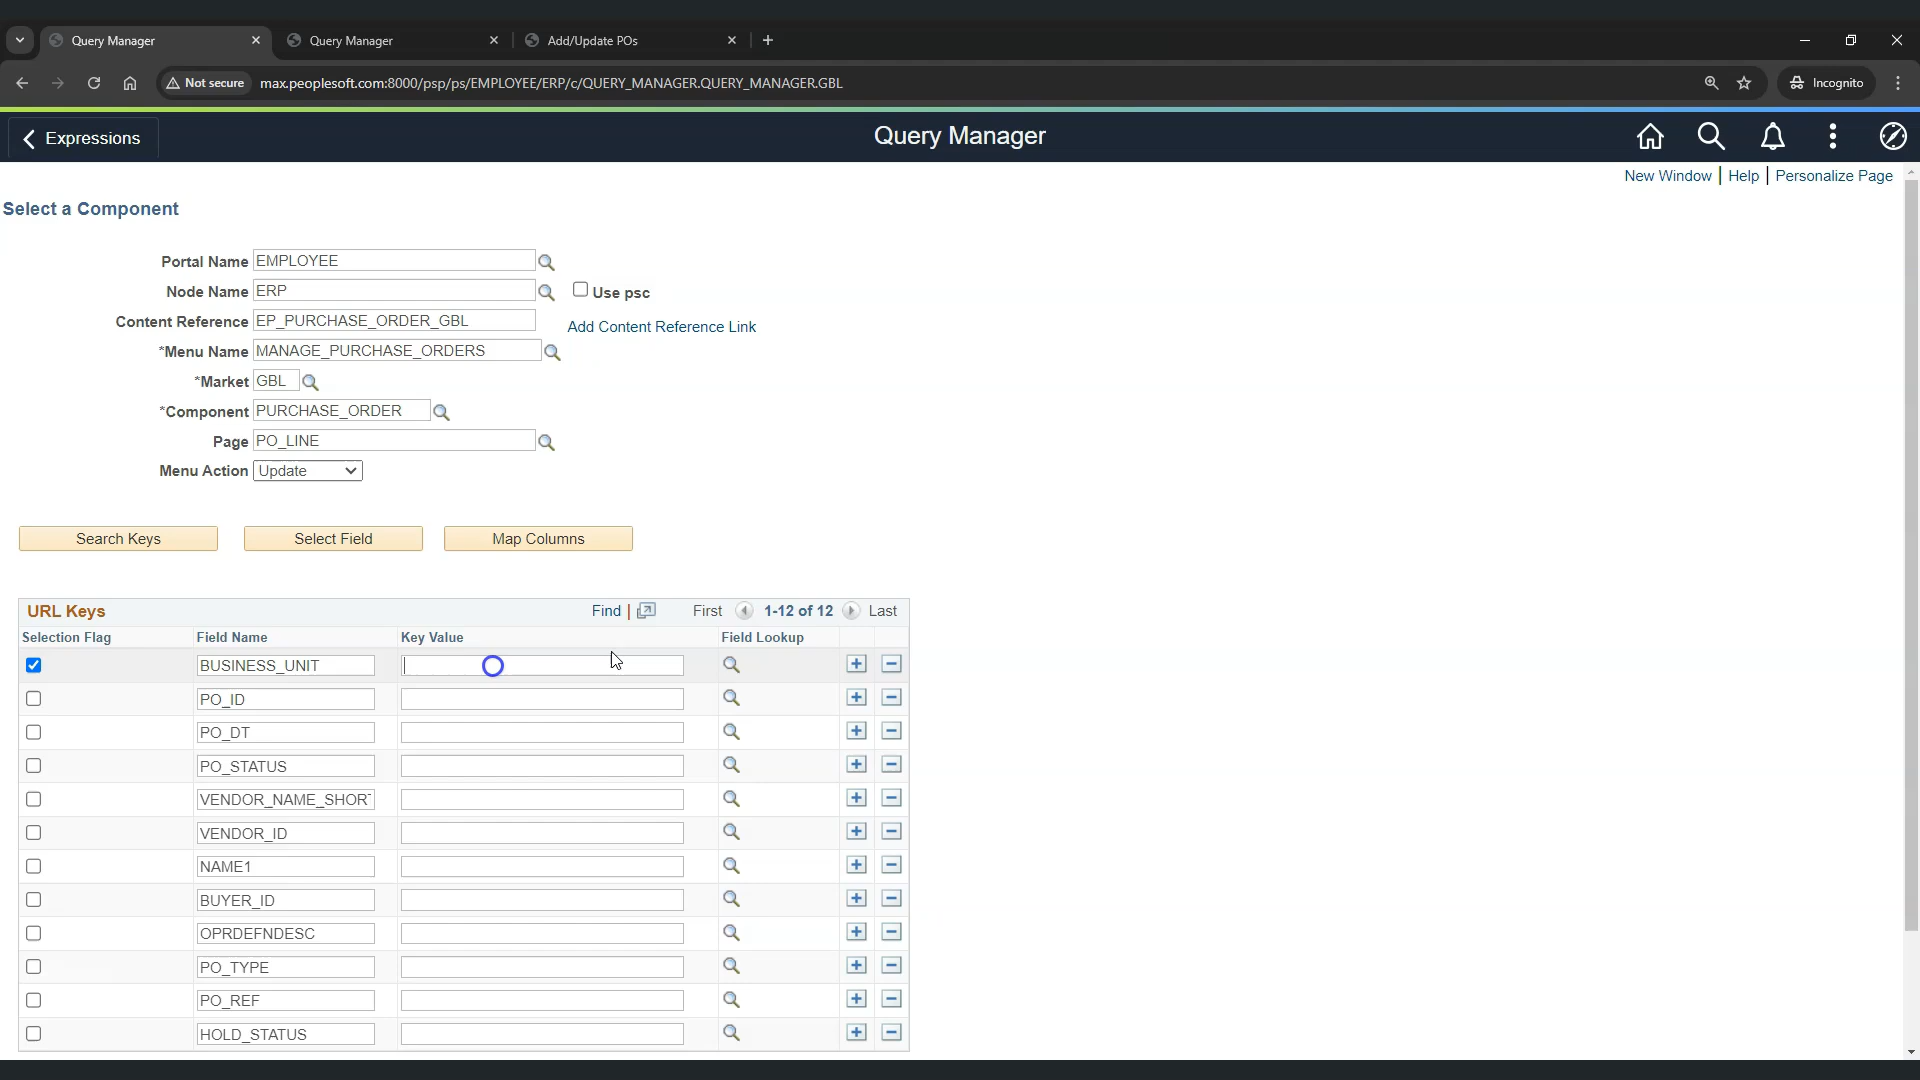 Query Manager
Query Manager
Add/Update POs
Not secure
max.peoplesoft.com:8000/psp/ps/EMPLOYEE/ERP/c/QUERY_MANAGER.QUERY_MANAGER.GBL
Incognito
Expressions
Query Manager
New Window | Help | Personalize Page
Select a Component
Portal Name EMPLOYEE
Node Name ERP
Use psc
Content Reference EP_PURCHASE_ORDER_GBL
Add Content Reference Link
*Menu Name MANAGE_PURCHASE_ORDERS
*Market GBL
*Component PURCHASE_ORDER
Page PO_LINE
Menu Action Update
Search Keys
Select Field
Map Columns
URL Keys
Find | First 1-12 of 12 Last
Selection Flag Field Name Key Value Field Lookup
BUSINESS_UNIT
PO_ID
PO_DT
PO_STATUS
VENDOR_NAME_SHORT
VENDOR_ID
NAME1
BUYER_ID
OPRDEFNDESC
PO_TYPE
PO_REF
HOLD_STATUS